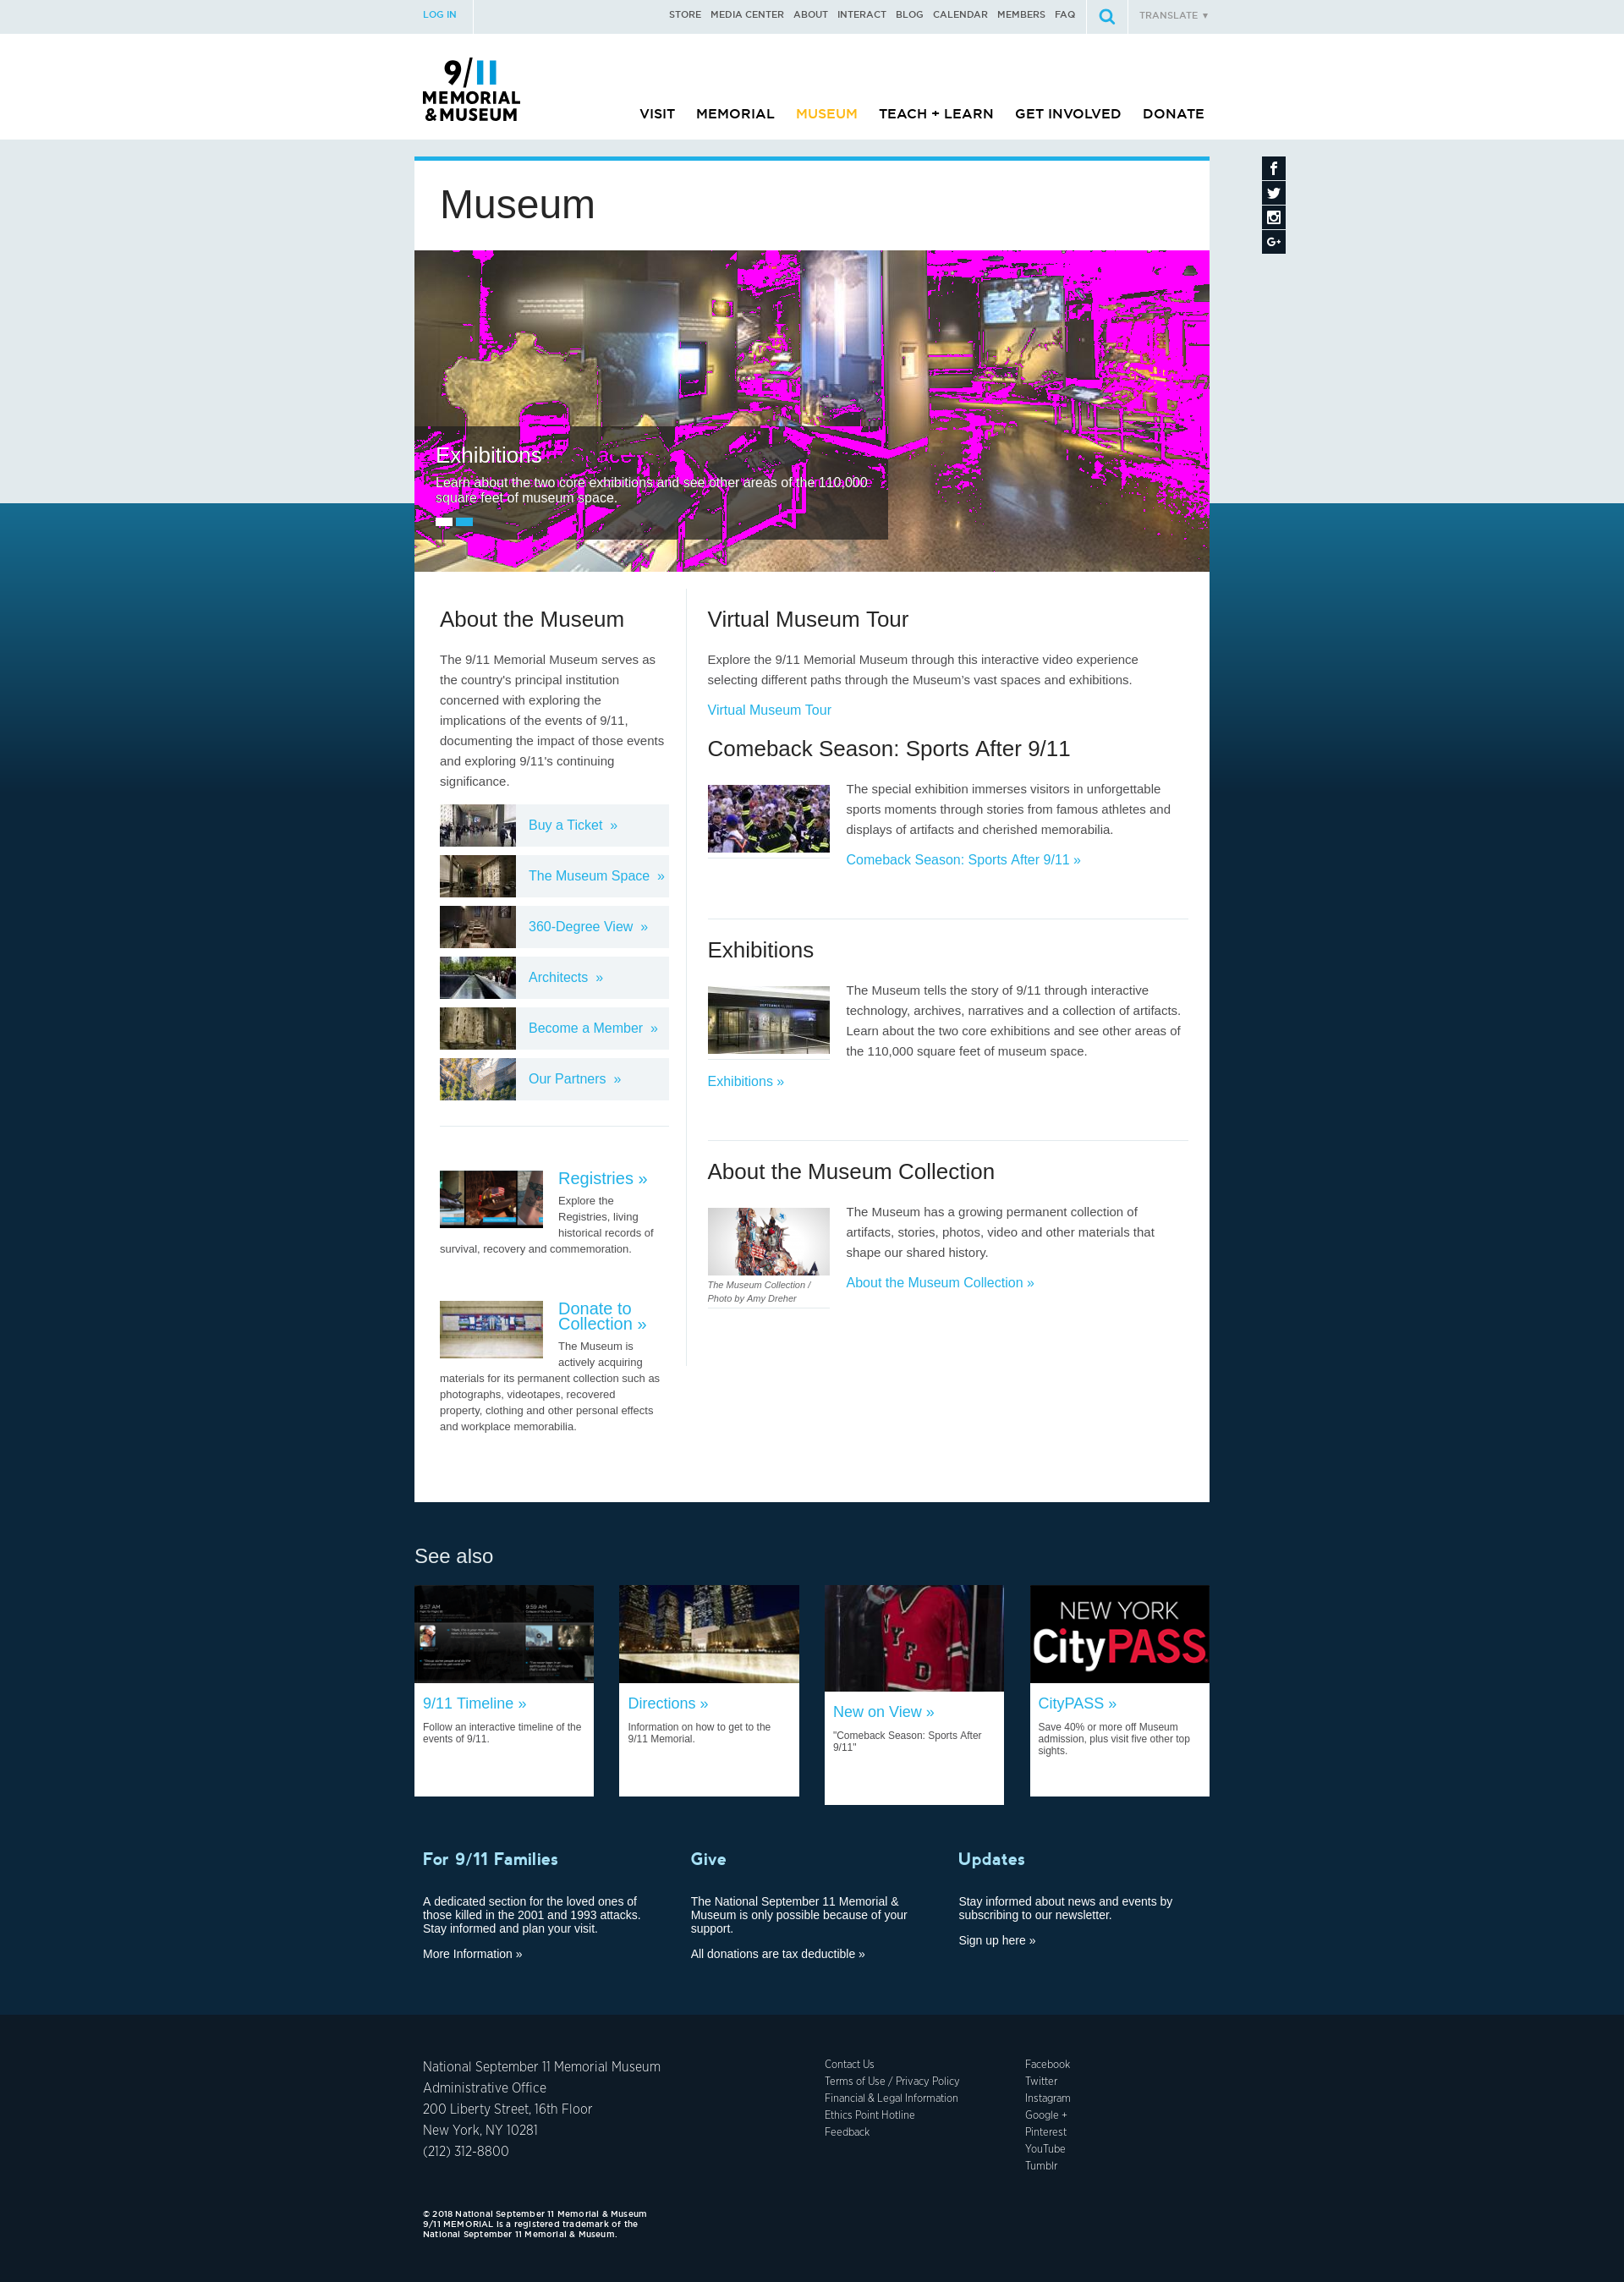 LOG IN
STORE MEDIA CENTER ABOUT INTERACT BLOG CALENDAR MEMBERS FAQ
TRANSLATE ▼
9/11
MEMORIAL
& MUSEUM
VISIT MEMORIAL MUSEUM TEACH + LEARN GET INVOLVED DONATE
Museum
Exhibitions
Learn about the two core exhibitions and see other areas of the 110,000
square feet of museum space.
About the Museum
The 9/11 Memorial Museum serves as
the country's principal institution
concerned with exploring the
implications of the events of 9/11,
documenting the impact of those events
and exploring 9/11's continuing
significance.
Buy a Ticket »
The Museum Space »
360-Degree View »
Architects »
Become a Member »
Our Partners »
Registries »
Explore the
Registries, living
historical records of
survival, recovery and commemoration.
Donate to
Collection »
The Museum is
actively acquiring
materials for its permanent collection such as
photographs, videotapes, recovered
property, clothing and other personal effects
and workplace memorabilia.
Virtual Museum Tour
Explore the 9/11 Memorial Museum through this interactive video experience
selecting different paths through the Museum's vast spaces and exhibitions.
Virtual Museum Tour
Comeback Season: Sports After 9/11
The special exhibition immerses visitors in unforgettable
sports moments through stories from famous athletes and
displays of artifacts and cherished memorabilia.
Comeback Season: Sports After 9/11 »
Exhibitions
The Museum tells the story of 9/11 through interactive
technology, archives, narratives and a collection of artifacts.
Learn about the two core exhibitions and see other areas of
the 110,000 square feet of museum space.
Exhibitions »
About the Museum Collection
The Museum has a growing permanent collection of
artifacts, stories, photos, video and other materials that
shape our shared history.
About the Museum Collection »
The Museum Collection /
Photo by Amy Dreher
See also
9:57 AM
9:59 AM
NEW YORK
CityPASS
9/11 Timeline »
Follow an interactive timeline of the
events of 9/11.
Directions »
Information on how to get to the
9/11 Memorial.
New on View »
"Comeback Season: Sports After
9/11"
CityPASS »
Save 40% or more off Museum
admission, plus visit five other top
sights.
For 9/11 Families
A dedicated section for the loved ones of
those killed in the 2001 and 1993 attacks.
Stay informed and plan your visit.
More Information »
Give
The National September 11 Memorial &
Museum is only possible because of your
support.
All donations are tax deductible »
Updates
Stay informed about news and events by
subscribing to our newsletter.
Sign up here »
National September 11 Memorial Museum
Administrative Office
200 Liberty Street, 16th Floor
New York, NY 10281
(212) 312-8800
Contact Us
Terms of Use / Privacy Policy
Financial & Legal Information
Ethics Point Hotline
Feedback
Facebook
Twitter
Instagram
Google +
Pinterest
YouTube
Tumblr
© 2018 National September 11 Memorial & Museum
9/11 MEMORIAL is a registered trademark of the
National September 11 Memorial & Museum.